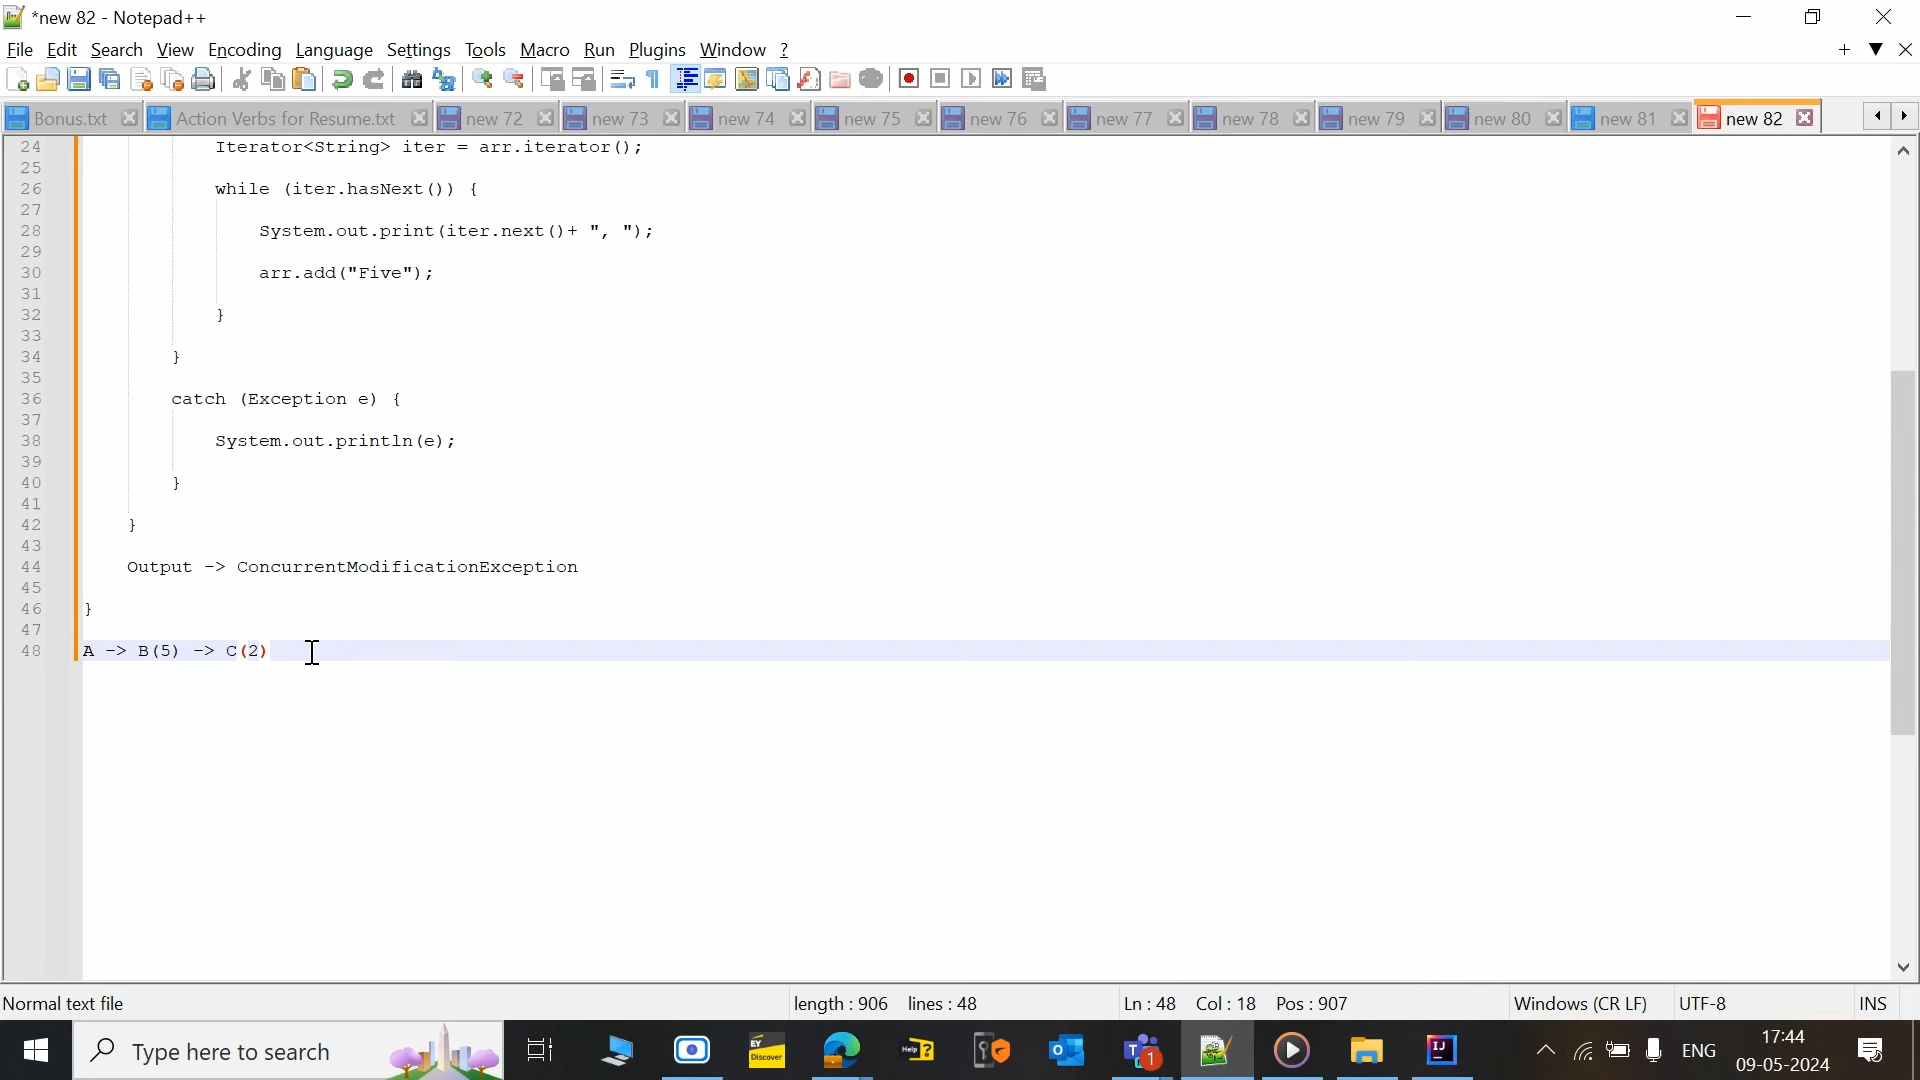 *new 82 - Notepad++
File Edit Search View Encoding Language Settings Tools Macro Run Plugins Window ?
Bonus.txt Action Verbs for Resume.txt new 72 new 73 new 74 new 75 new 76 new 77 new 78 new 79 new 80 new 81 new 82
24 Iterator<String> iter = arr.iterator();
25
26 while (iter.hasNext()) {
27
28 System.out.print(iter.next()+ ", ");
29
30 arr.add("Five");
31
32 }
33
34 }
35
36 catch (Exception e) {
37
38 System.out.println(e);
39
40 }
41
42 }
43
44 Output -> ConcurrentModificationException
45
46 }
47
48 A -> B(5) -> C(2)
Normal text file length : 906 lines : 48 Ln : 48 Col : 18 Pos : 907 Windows (CR LF) UTF-8 INS
Type here to search EY Discover Help ? T 1 IJ ENG 17:44
09-05-2024